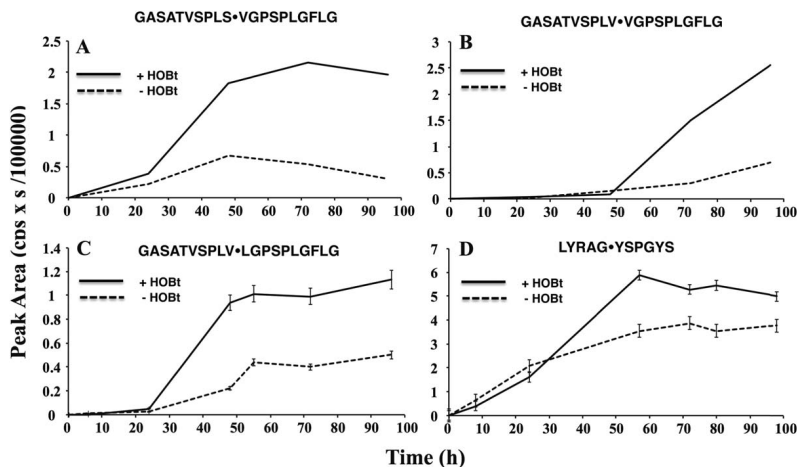 GASATVSPLS•VGPSPLGFLG
A
2.5
2
1.5
1
0.5
0
+ HOBt
- HOBt
0 10 20 30 40 50 60 70 80 90 100
GASATVSPLV•VGPSPLGFLG
B
3
2.5
2
1.5
1
0.5
0
+ HOBt
- HOBt
0 20 40 60 80 100
GASATVSPLV•LGPSPLGFLG
C
1.4
1.2
1
0.8
0.6
0.4
0.2
0
+ HOBt
- HOBt
0 10 20 30 40 50 60 70 80 90 100
LYRAG•YSPGYS
D
7
6
5
4
3
2
1
0
+ HOBt
- HOBt
0 10 20 30 40 50 60 70 80 90 100
Peak Area (cps x s /100000)
Time (h)